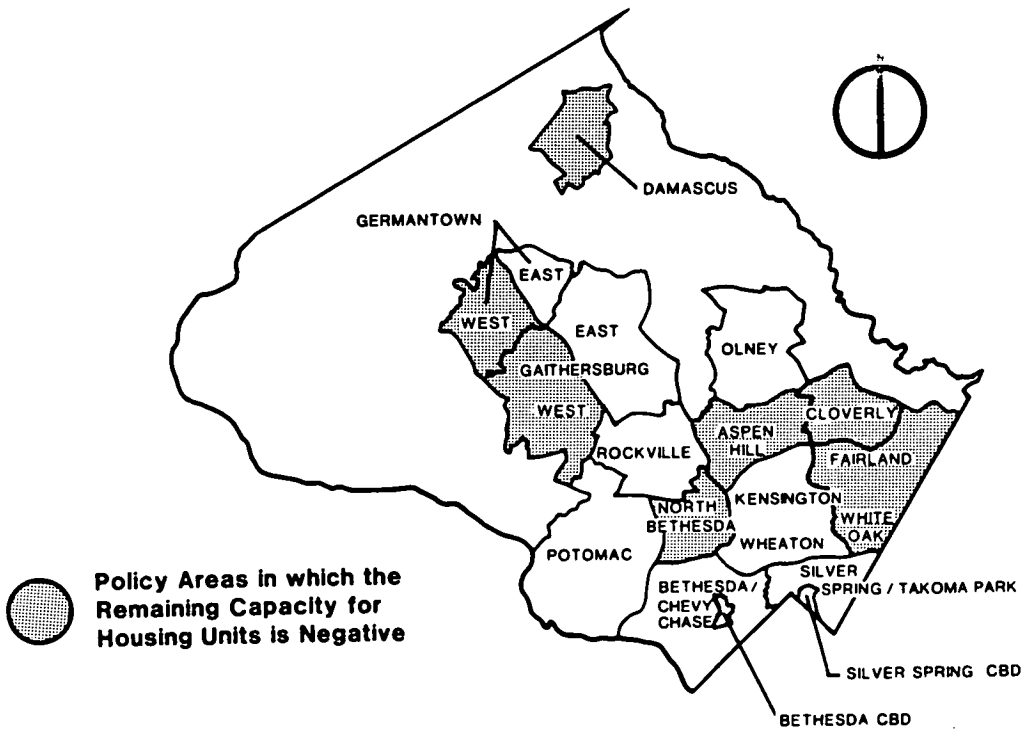 N
DAMASCUS
GERMANTOWN
EAST
WEST
EAST
GAITHERSBURG
WEST
OLNEY
CLOVERLY
ASPEN
HILL
FAIRLAND
ROCKVILLE
KENSINGTON
NORTH
BETHESDA
WHITE
OAK
WHEATON
POTOMAC
SILVER
SPRING / TAKOMA PARK
BETHESDA /
CHEVY
CHASE
SILVER SPRING CBD
BETHESDA CBD
Policy Areas in which the
Remaining Capacity for
Housing Units is Negative